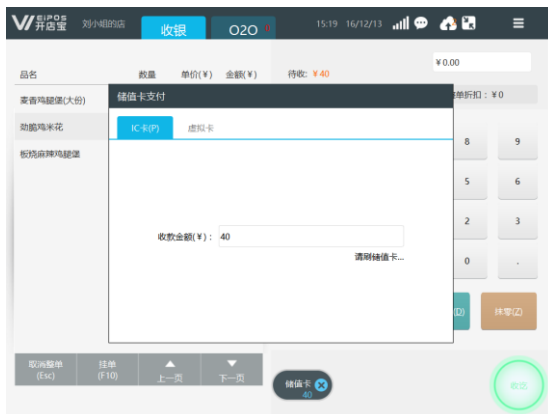 EiPOS
开店宝
刘小姐的店
收银
O2O
15:19 16/12/13
品名 数量 单价(¥) 金额(¥)
待收: ¥40
¥0.00
单折扣：¥0
麦香鸡腿堡(大份)
劲脆鸡米花
板烧麻辣鸡腿堡
储值卡支付
IC卡(P) 虚拟卡
收款金额(¥)： 40
请刷储值卡...
8 9
5 6
2 3
0 .
(D)
抹零(Z)
取消整单
(Esc)
挂单
(F10)
上一页
下一页
储值卡
40